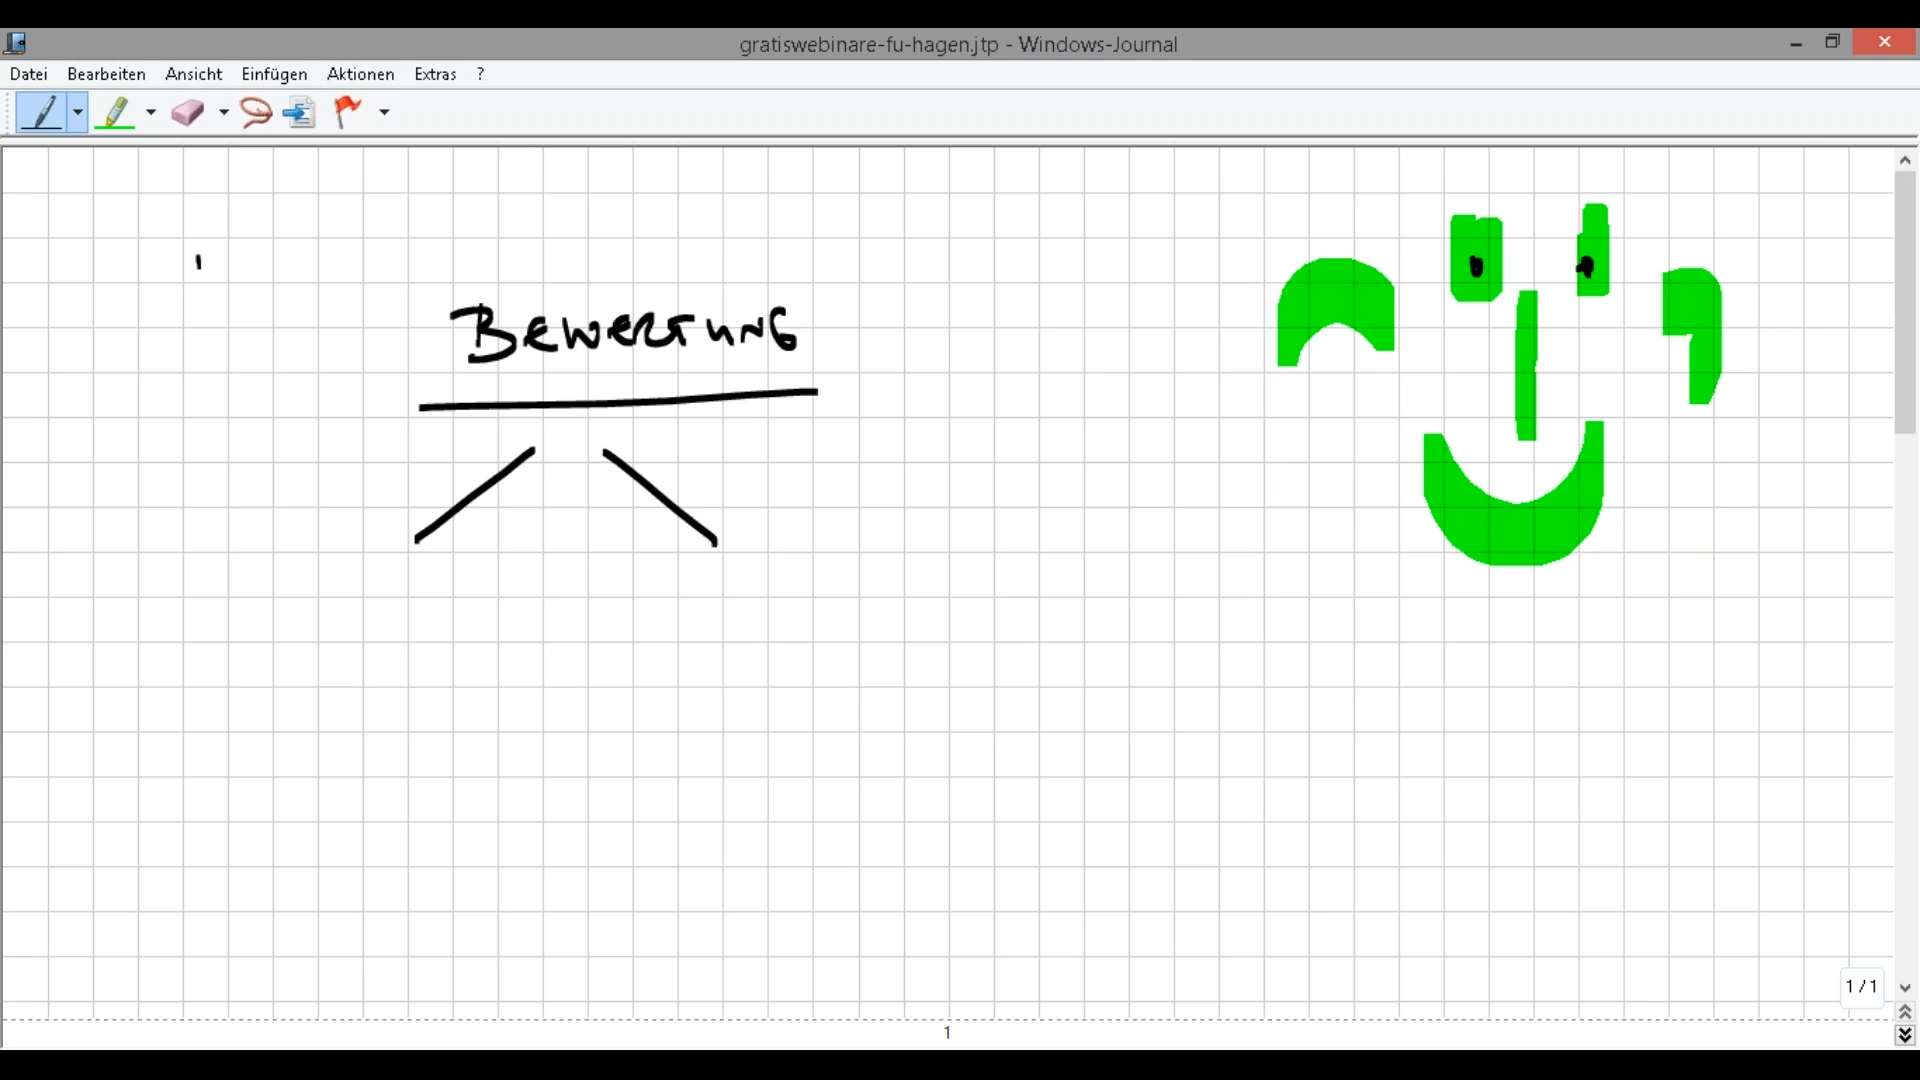 gratiswebinare-fu-hagen.jtp - Windows-Journal
Datei Bearbeiten Ansicht Einfügen Aktionen Extras ?
BEWERTUNG
1 / 1
1